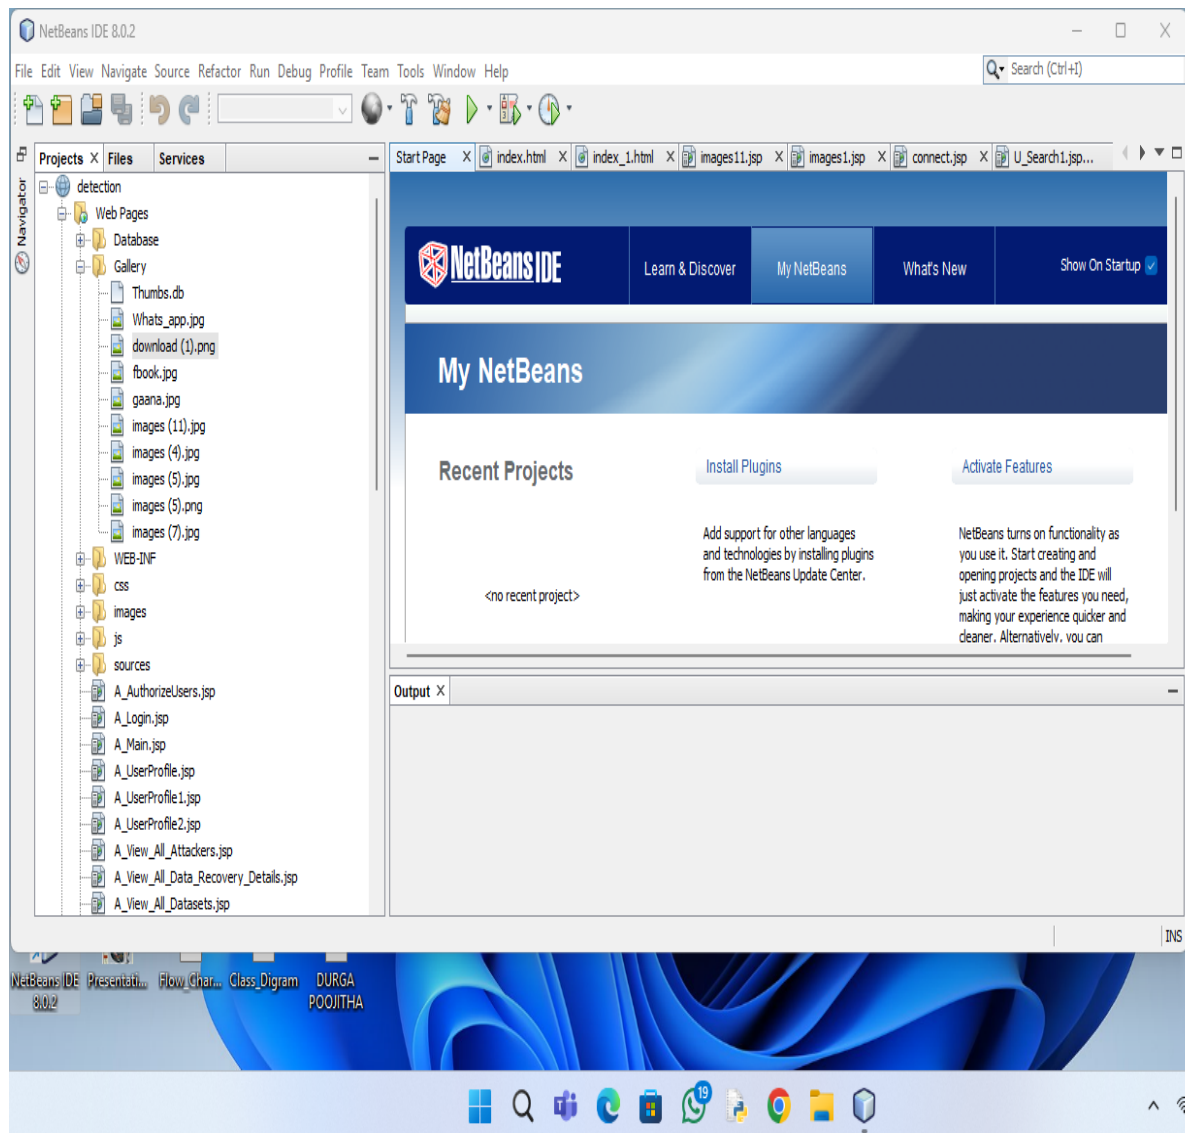 NetBeans IDE 8.0.2
File Edit View Navigate Source Refactor Run Debug Profile Team Tools Window Help
Search (Ctrl+I)
Projects Files Services
Navigator
detection
Web Pages
Database
Gallery
Thumbs.db
Whats_app.jpg
download (1).png
fbook.jpg
gaana.jpg
images (11).jpg
images (4).jpg
images (5).jpg
images (5).png
images (7).jpg
WEB-INF
css
images
js
sources
A_AuthorizeUsers.jsp
A_Login.jsp
A_Main.jsp
A_UserProfile.jsp
A_UserProfile1.jsp
A_UserProfile2.jsp
A_View_All_Attackers.jsp
A_View_All_Data_Recovery_Details.jsp
A_View_All_Datasets.jsp
Start Page index.html index_1.html images11.jsp images1.jsp connect.jsp U_Search1.jsp...
NetBeans IDE
Learn & Discover My NetBeans What's New Show On Startup
My NetBeans
Recent Projects
<no recent project>
Install Plugins
Add support for other languages
and technologies by installing plugins
from the NetBeans Update Center.
Activate Features
NetBeans turns on functionality as
you use it. Start creating and
opening projects and the IDE will
just activate the features you need,
making your experience quicker and
cleaner. Alternatively, you can
Output
INS
NetBeans IDE
8.0.2
Presentati...
Flow_Char...
Class_Digram
DURGA
POOJITHA
19